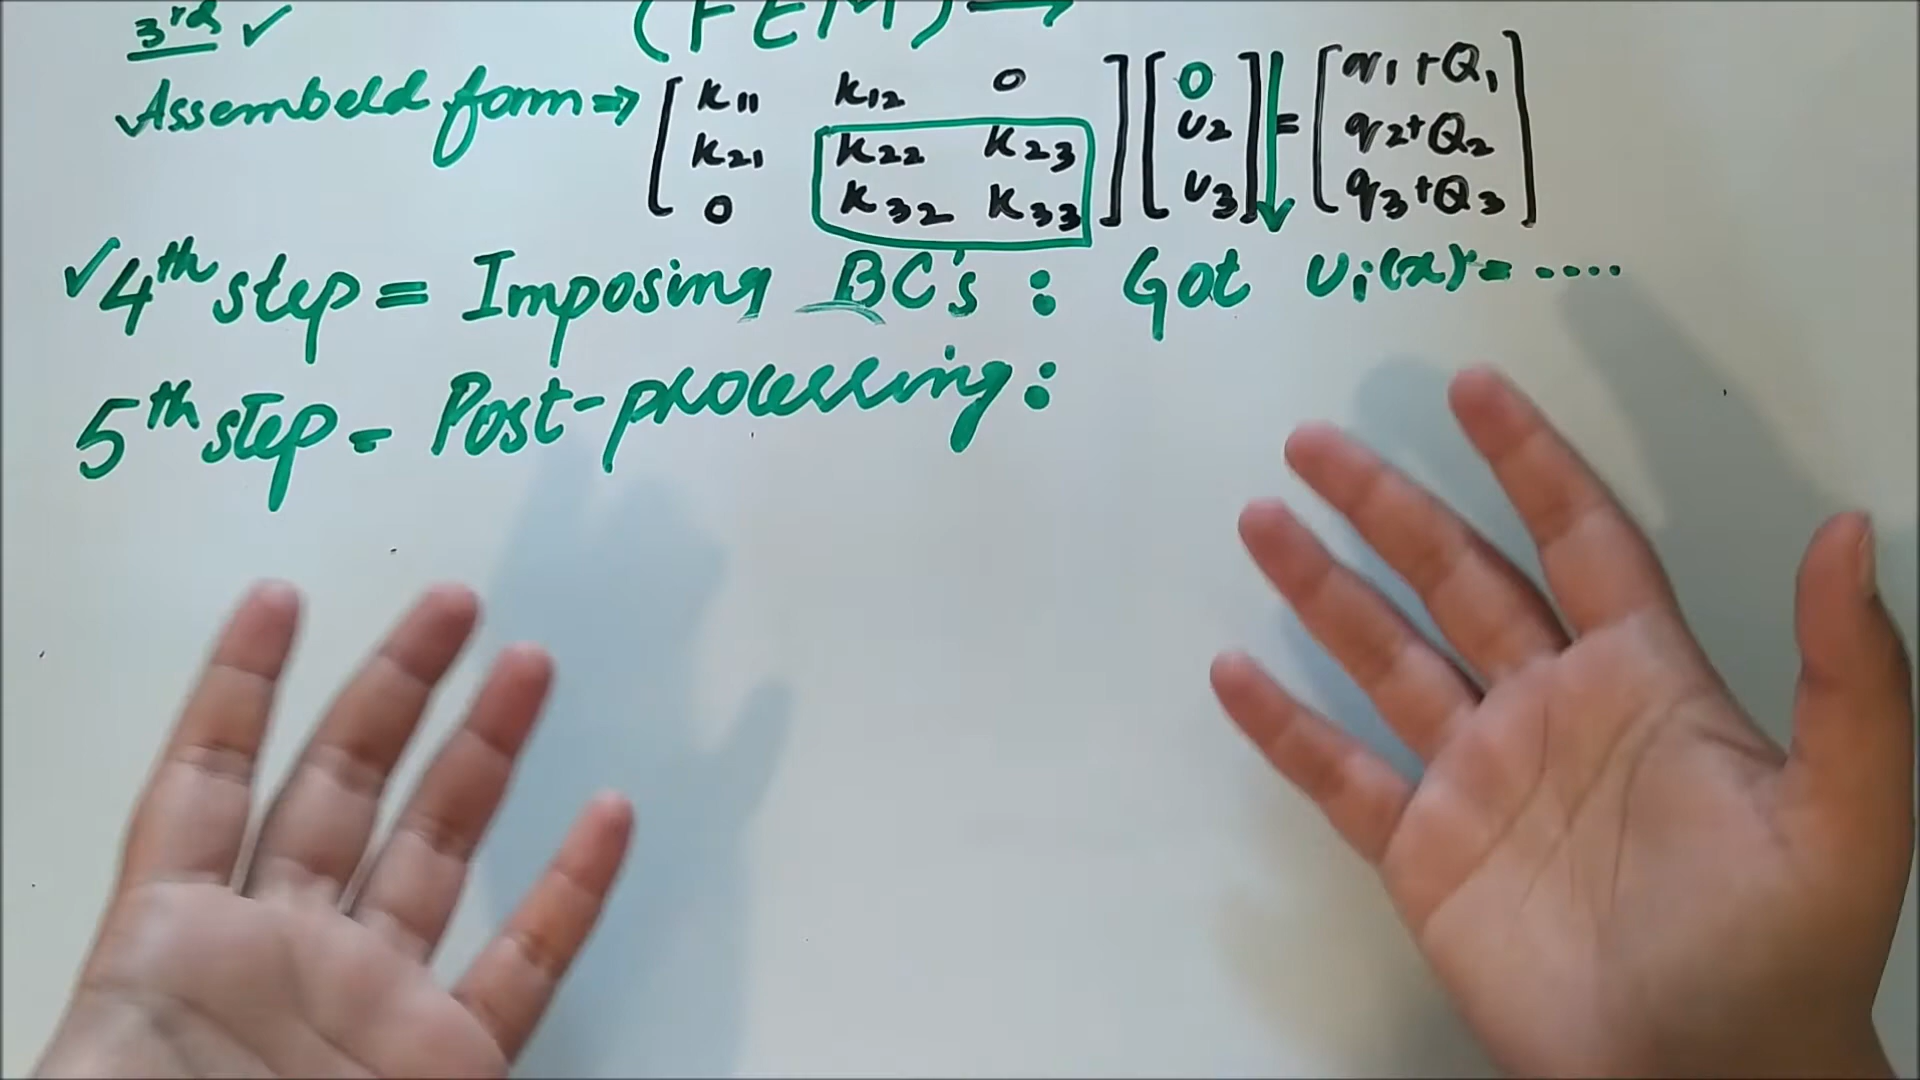 3rd ✓
(FEM) →
Assembeld form ⇒ [ K11 K12 0 ] [ 0 ] = [ q1+Q1 ]
[ K21 K22 K23 ] [ U2 ] [ q2+Q2 ]
[ 0 K32 K33 ] [ U3 ] [ q3+Q3 ]
✓4th step = Imposing BC's : Got Ui(x) = ....
5th step = Post-processing: